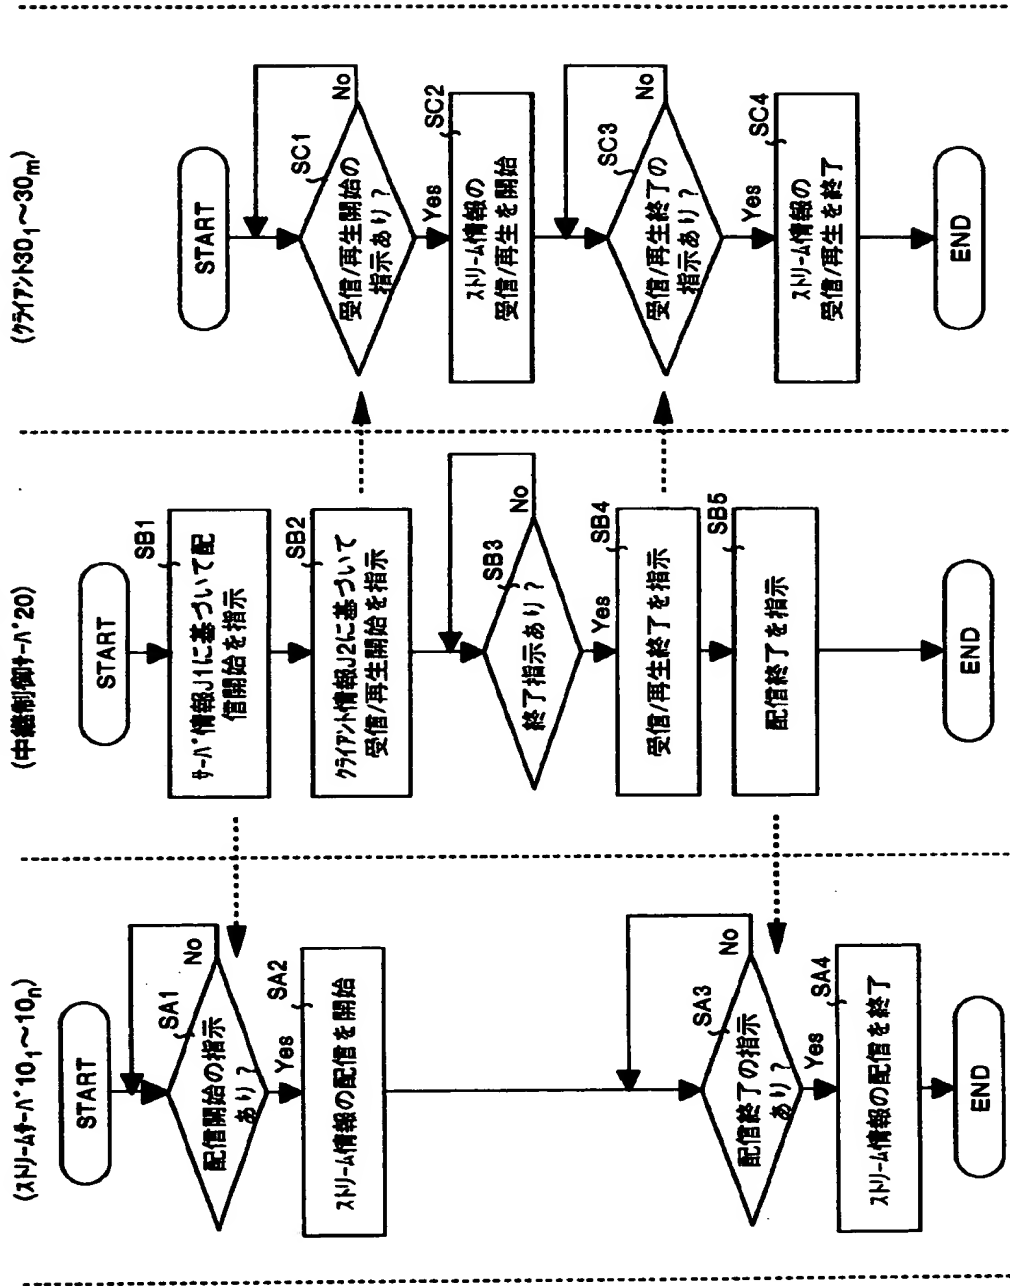 (ストリームサーバ10₁～10ₙ)
START
配信開始の指示
あり?
SA1
No
Yes
ストリーム情報の配信を開始
SA2
配信終了の指示
あり?
SA3
No
Yes
ストリーム情報の配信を終了
SA4
END
(中継制御サーバ20)
START
サーバ情報J1に基づいて配
信開始を指示
SB1
クライアント情報J2に基づいて
受信/再生開始を指示
SB2
終了指示あり?
SB3
No
Yes
受信/再生終了を指示
SB4
配信終了を指示
SB5
END
(クライアント30₁～30ₘ)
START
受信/再生開始の
指示あり?
SC1
No
Yes
ストリーム情報の
受信/再生を開始
SC2
受信/再生終了の
指示あり?
SC3
No
Yes
ストリーム情報の
受信/再生を終了
SC4
END